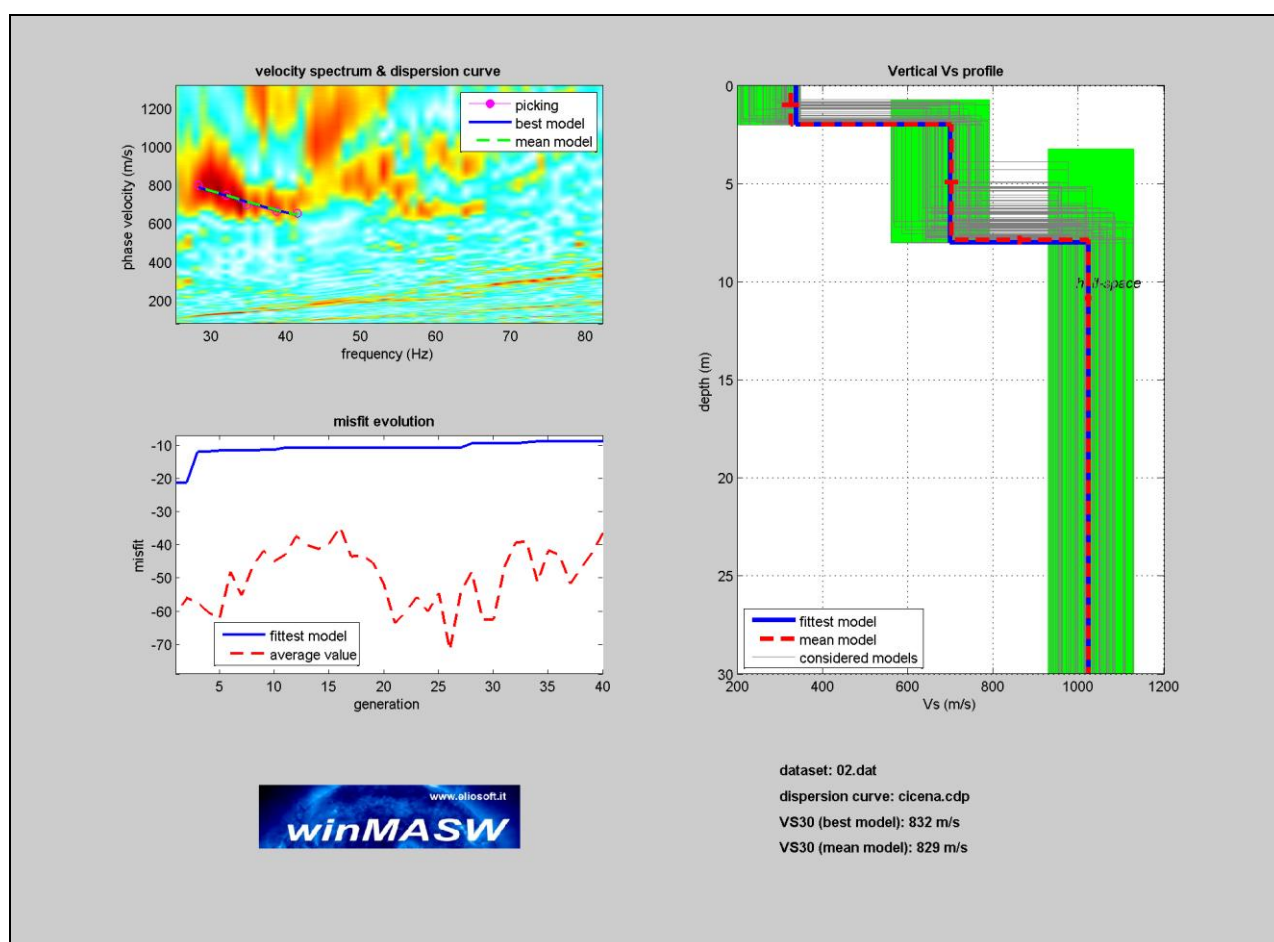 velocity spectrum & dispersion curve
1200
1000
800
600
400
200
phase velocity (m/s)
picking
best model
mean model
30 40 50 60 70 80
frequency (Hz)
misfit evolution
-10
-20
-30
-40
-50
-60
-70
misfit
fittest model
average value
5 10 15 20 25 30 35 40
generation
Vertical Vs profile
0
5
10
15
20
25
30
depth (m)
half-space
fittest model
mean model
considered models
200 400 600 800 1000 1200
Vs (m/s)
www.eliosoft.it
winMASW
dataset: 02.dat
dispersion curve: cicena.cdp
VS30 (best model): 832 m/s
VS30 (mean model): 829 m/s